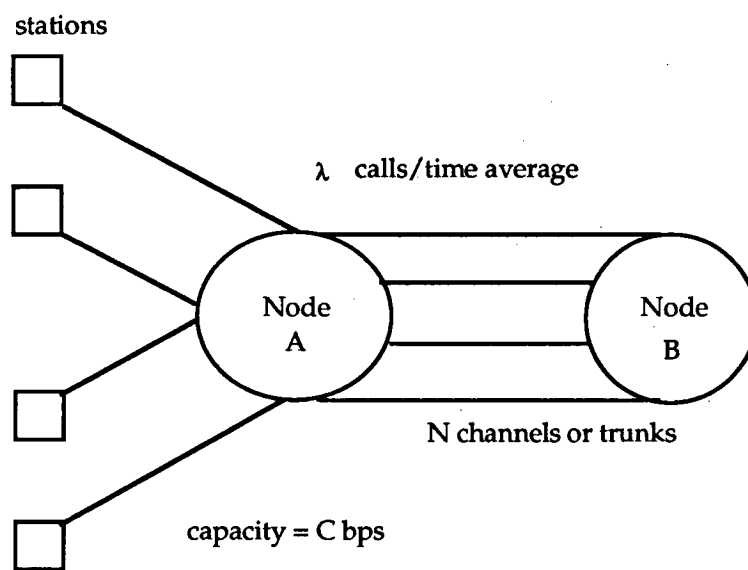 stations
λ calls/time average
Node
A
Node
B
N channels or trunks
capacity = C bps